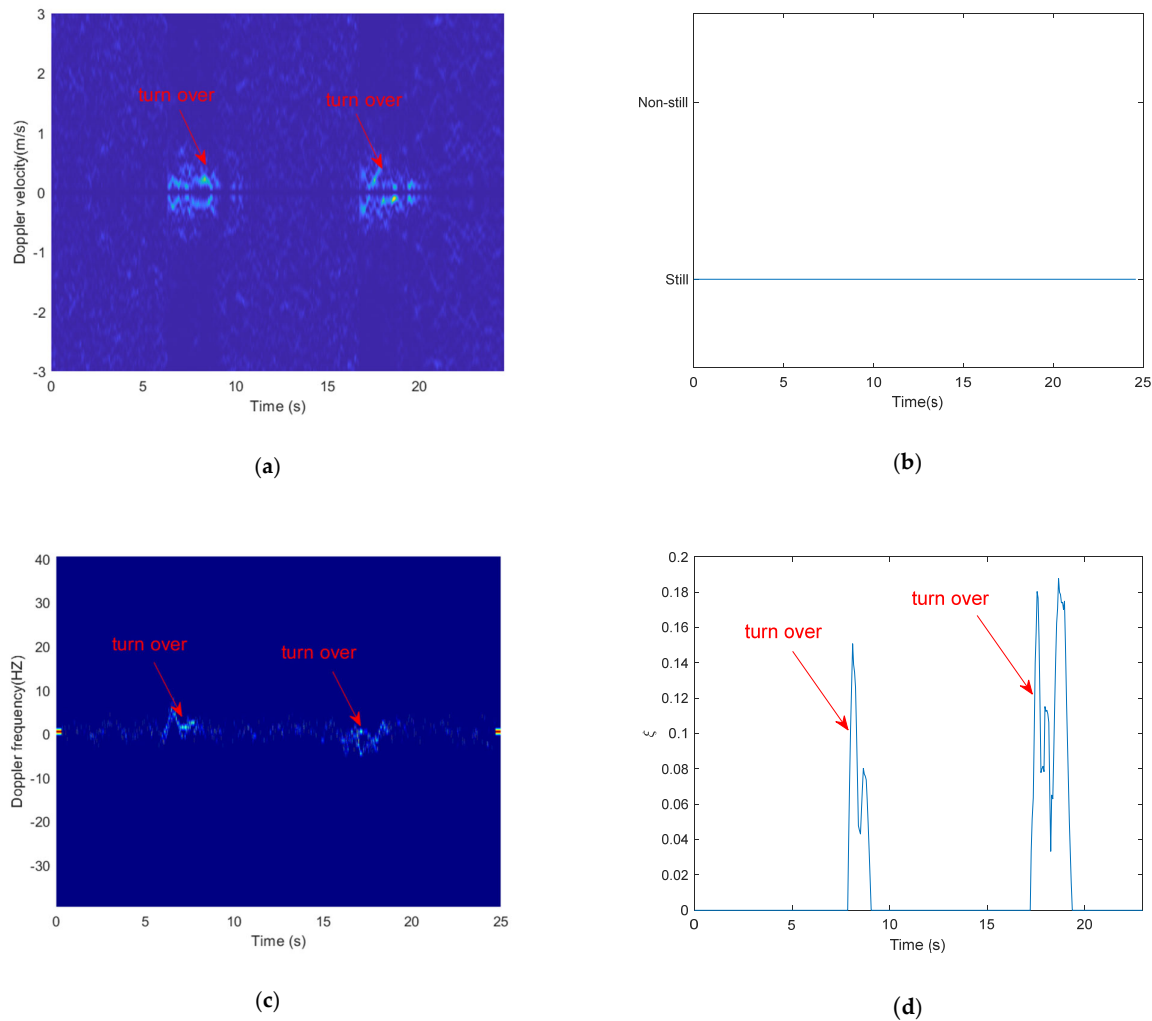 3
2
1
0
-1
-2
-3
Doppler velocity(m/s)
turn over
turn over
0
5
10
15
20
Time (s)
(a)
Non-still
Still
0
5
10
15
20
25
Time(s)
(b)
40
30
20
10
0
-10
-20
-30
Doppler frequency(HZ)
turn over
turn over
0
5
10
15
20
25
Time (s)
(c)
0.2
0.18
0.16
0.14
0.12
0.1
0.08
0.06
0.04
0.02
0
ξ
turn over
turn over
0
5
10
15
20
Time (s)
(d)